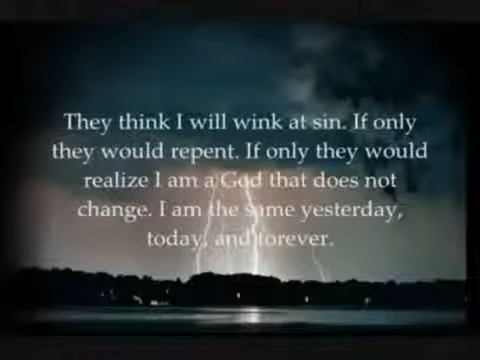 They think I will wink at sin. If only
they would repent. If only they would
realize I am a God that does not
change. I am the same yesterday,
today, and forever.